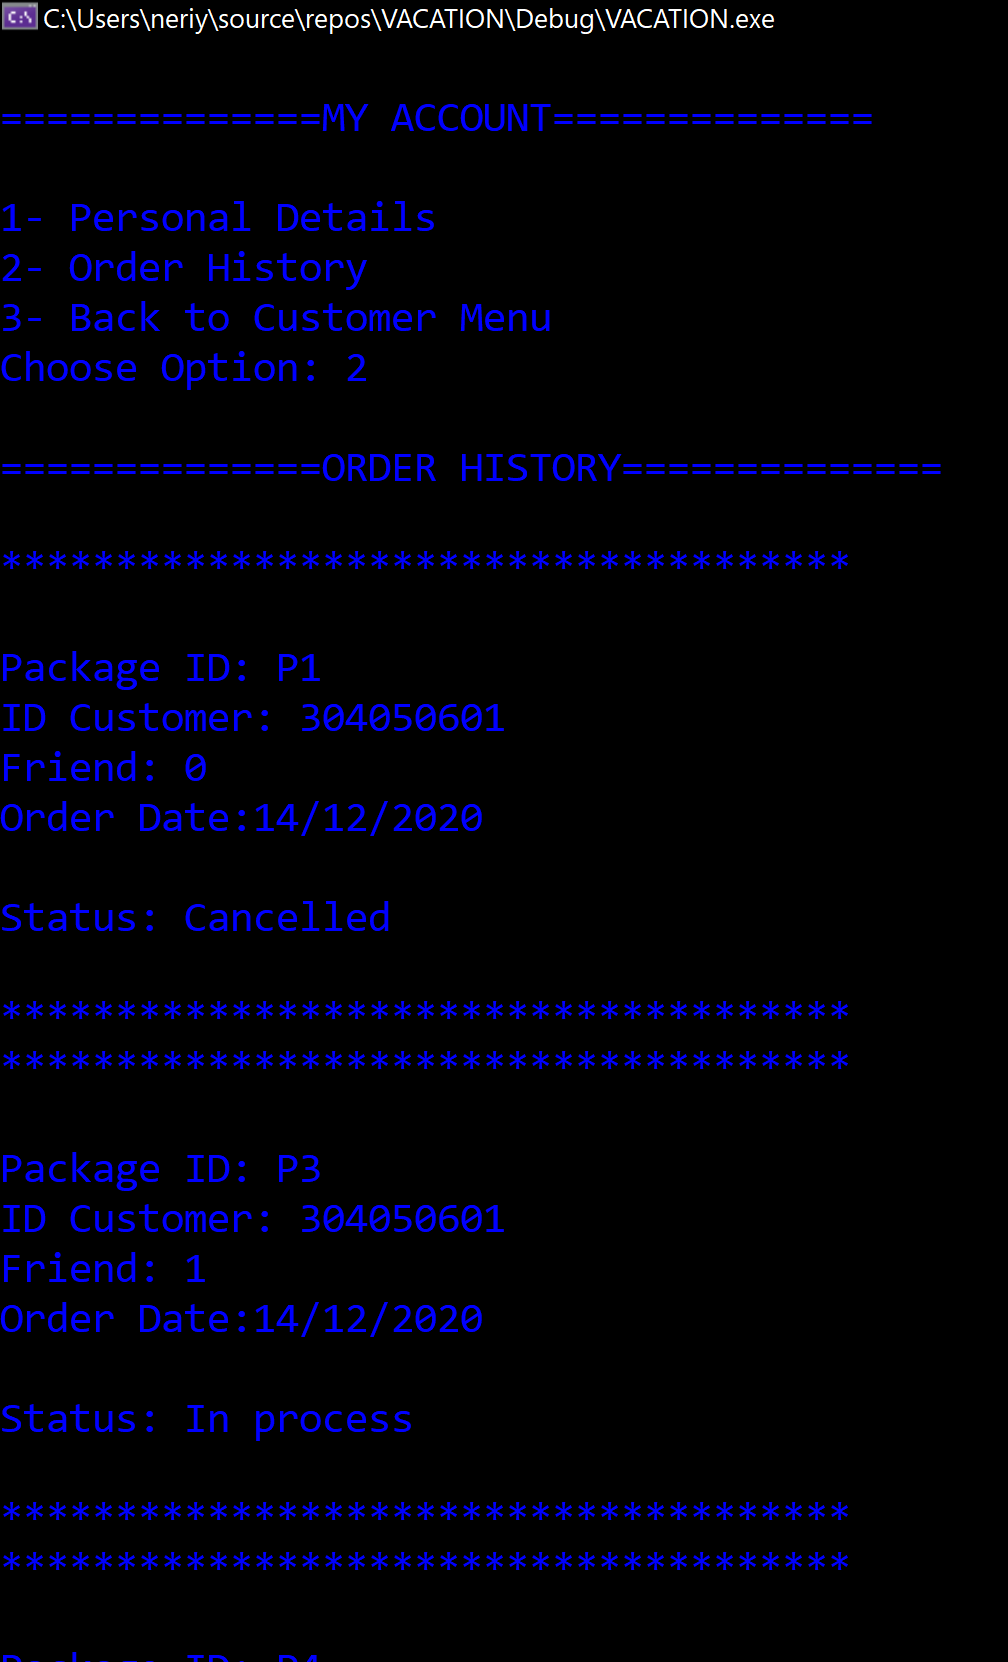 C:\Users\neriy\source\repos\VACATION\Debug\VACATION.exe
==============MY ACCOUNT==============
1- Personal Details
2- Order History
3- Back to Customer Menu
Choose Option: 2
==============ORDER HISTORY==============
*************************************
Package ID: P1
ID Customer: 304050601
Friend: 0
Order Date:14/12/2020
Status: Cancelled
*************************************
*************************************
Package ID: P3
ID Customer: 304050601
Friend: 1
Order Date:14/12/2020
Status: In process
*************************************
*************************************
Package ID: P4